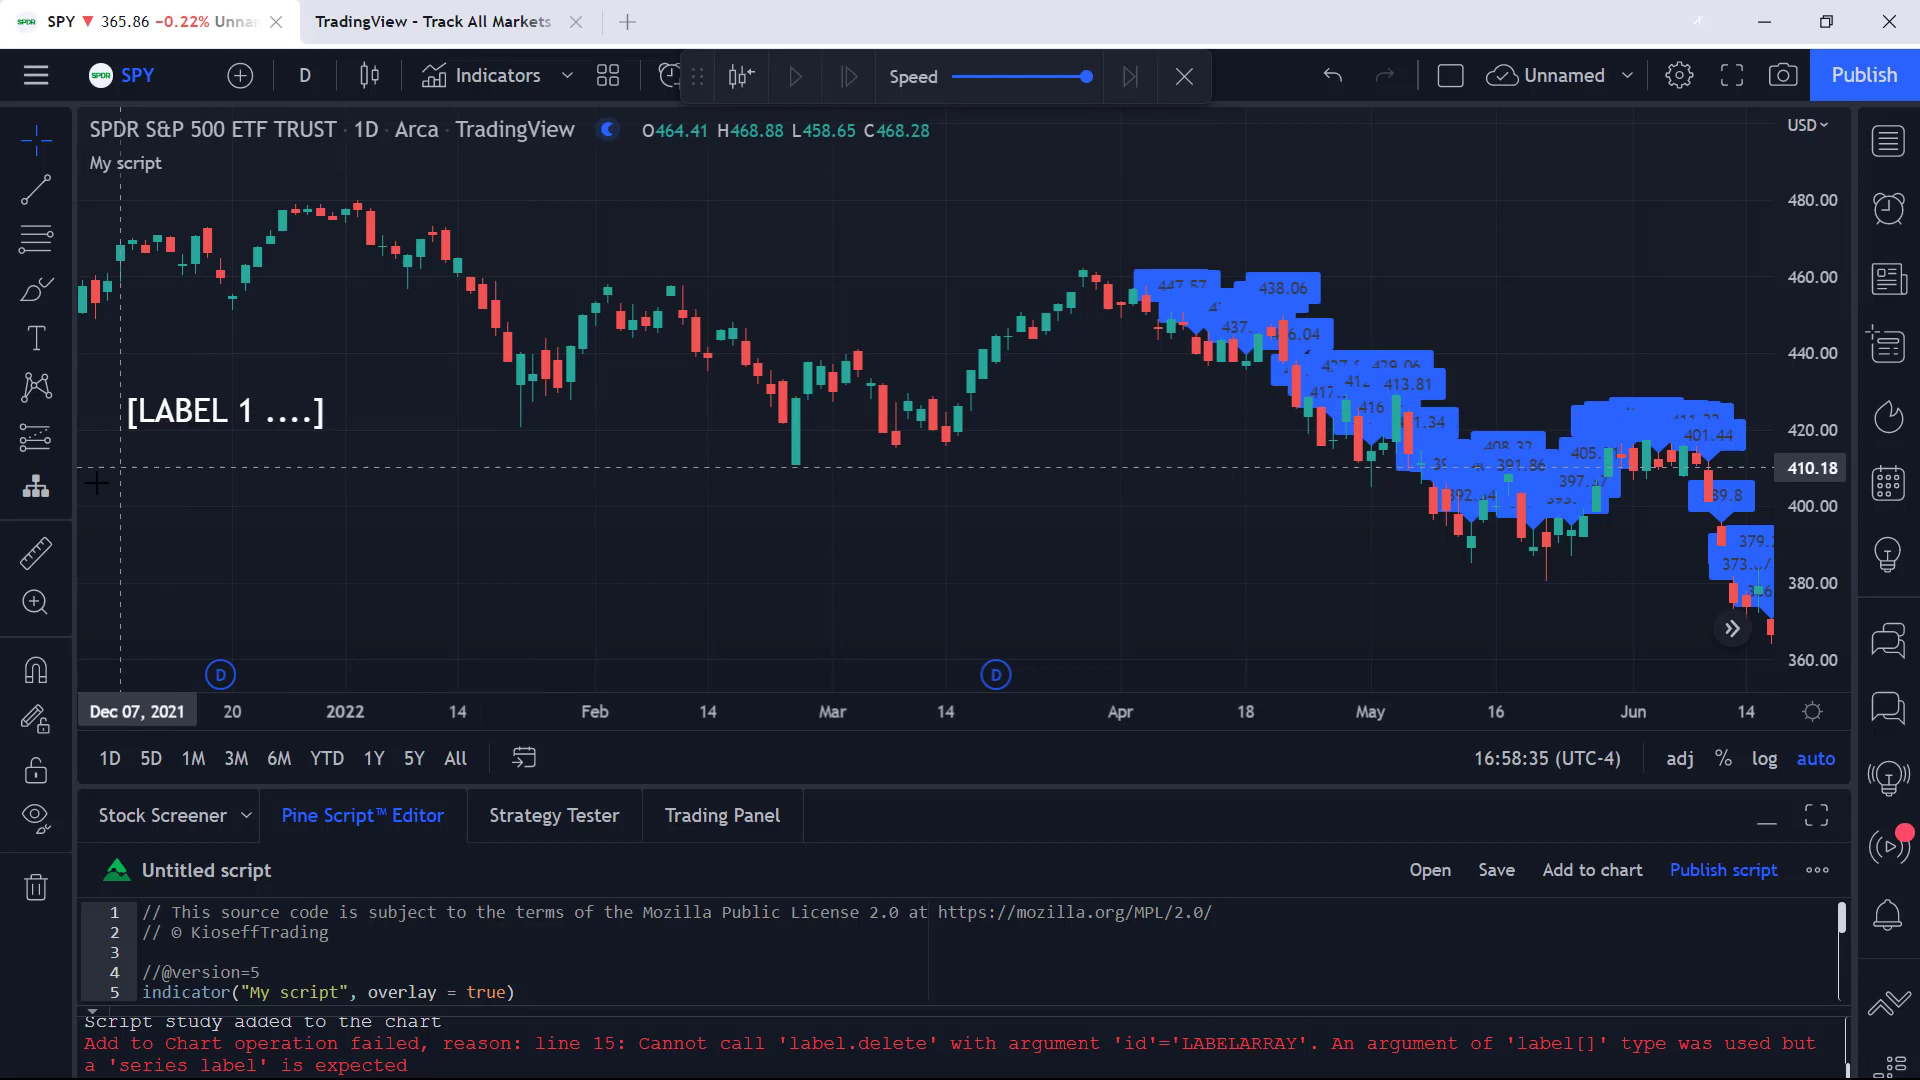 SPY ▼ 365.86 −0.22% Unnan
TradingView - Track All Markets
SPDR SPY
D
Indicators
Speed
Unnamed
Publish
SPDR S&P 500 ETF TRUST · 1D · Arca · TradingView
O464.41 H468.88 L458.65 C468.28
USD
My script
480.00
460.00
447.57
438.06
440.00
429.06
413.81
[LABEL 1 ....]
420.00
401.44
408.32
391.86
410.18
400.00
380.00
360.00
D
D
Dec 07, 2021
20
2022
14
Feb
14
Mar
14
Apr
18
May
16
Jun
14
1D 5D 1M 3M 6M YTD 1Y 5Y All
16:58:35 (UTC-4)
adj % log auto
Stock Screener
Pine Script™ Editor
Strategy Tester
Trading Panel
Untitled script
Open Save Add to chart Publish script
1 // This source code is subject to the terms of the Mozilla Public License 2.0 at https://mozilla.org/MPL/2.0/
2 // © KioseffTrading
3
4 //@version=5
5 indicator("My script", overlay = true)
Script study added to the chart
Add to Chart operation failed, reason: line 15: Cannot call 'label.delete' with argument 'id'='LABELARRAY'. An argument of 'label[]' type was used but
a 'series label' is expected